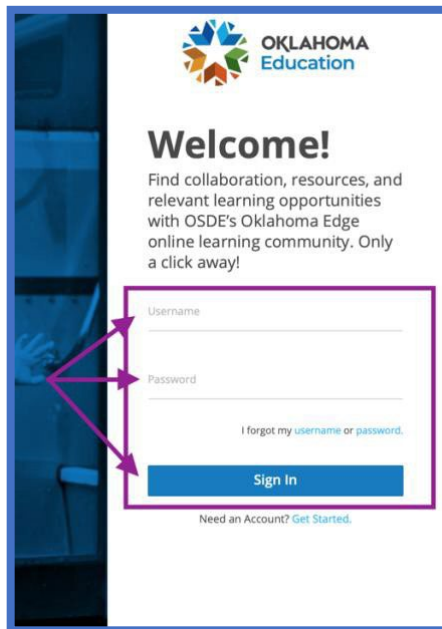 OKLAHOMA
Education
Welcome!
Find collaboration, resources, and
relevant learning opportunities
with OSDE's Oklahoma Edge
online learning community. Only
a click away!
Username
Password
I forgot my username or password.
Sign In
Need an Account? Get Started.